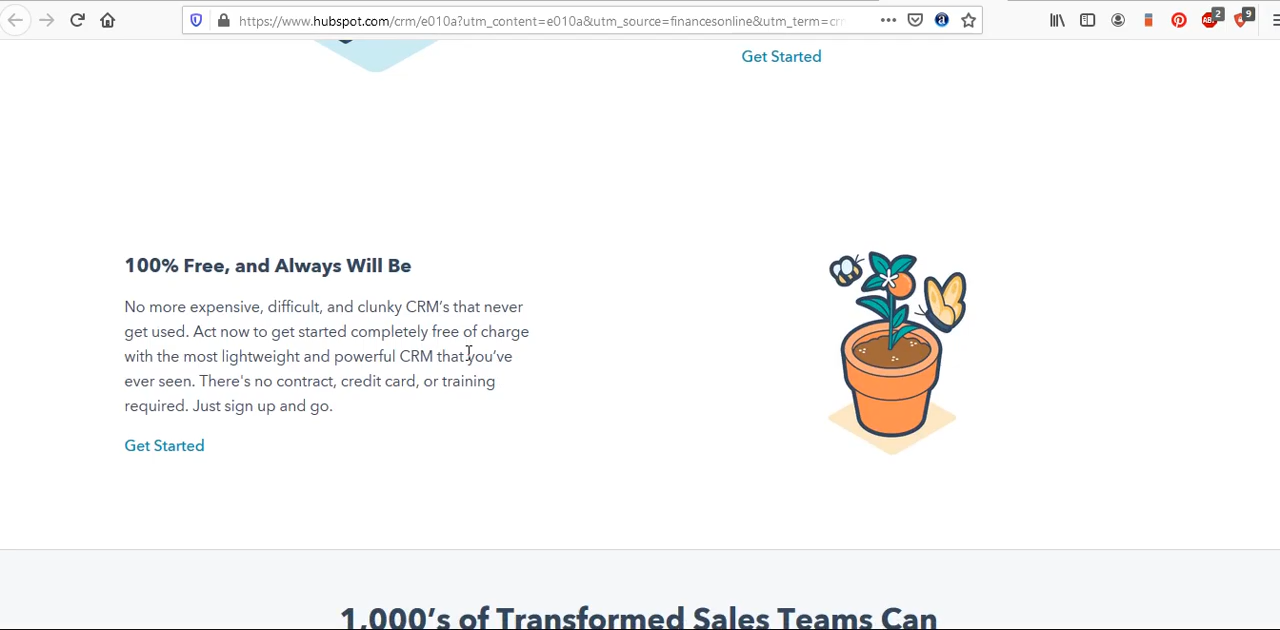 https://www.hubspot.com/crm/e010a?utm_content=e010a&utm_source=financesonline&utm_term=cr
2
9
Get Started
100% Free, and Always Will Be
No more expensive, difficult, and clunky CRM's that never
get used. Act now to get started completely free of charge
with the most lightweight and powerful CRM that you've
ever seen. There's no contract, credit card, or training
required. Just sign up and go.
Get Started
1,000's of Transformed Sales Teams Can